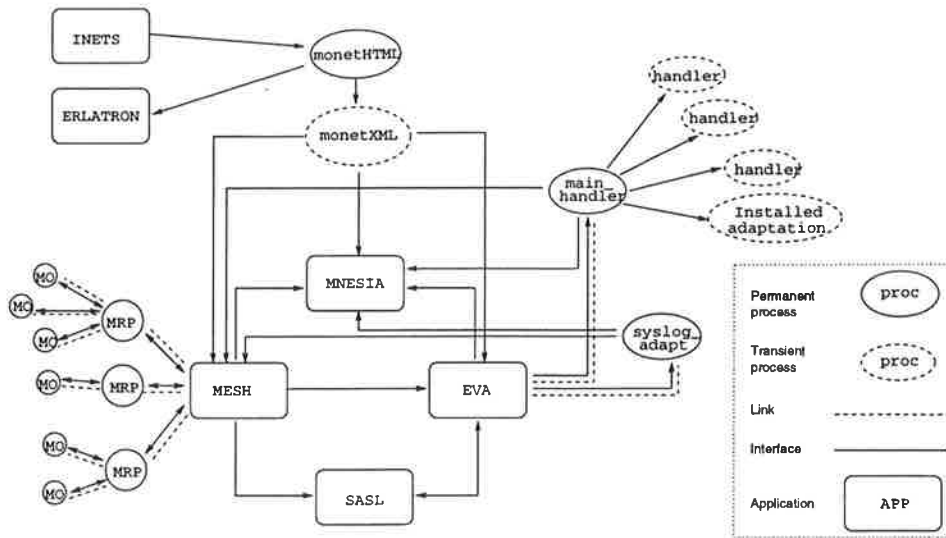 INETS
monetHTML
handler
ERLATRON
handler
monetXML
handler
main_
handler
Installed
adaptation
MO
MNESIA
MO
MRP
MO
syslog_
adapt
MO
MRP
MESH
EVA
MO
MRP
MO
SASL
Permanent
process
proc
Transient
process
proc
Link
Interface
Application
APP